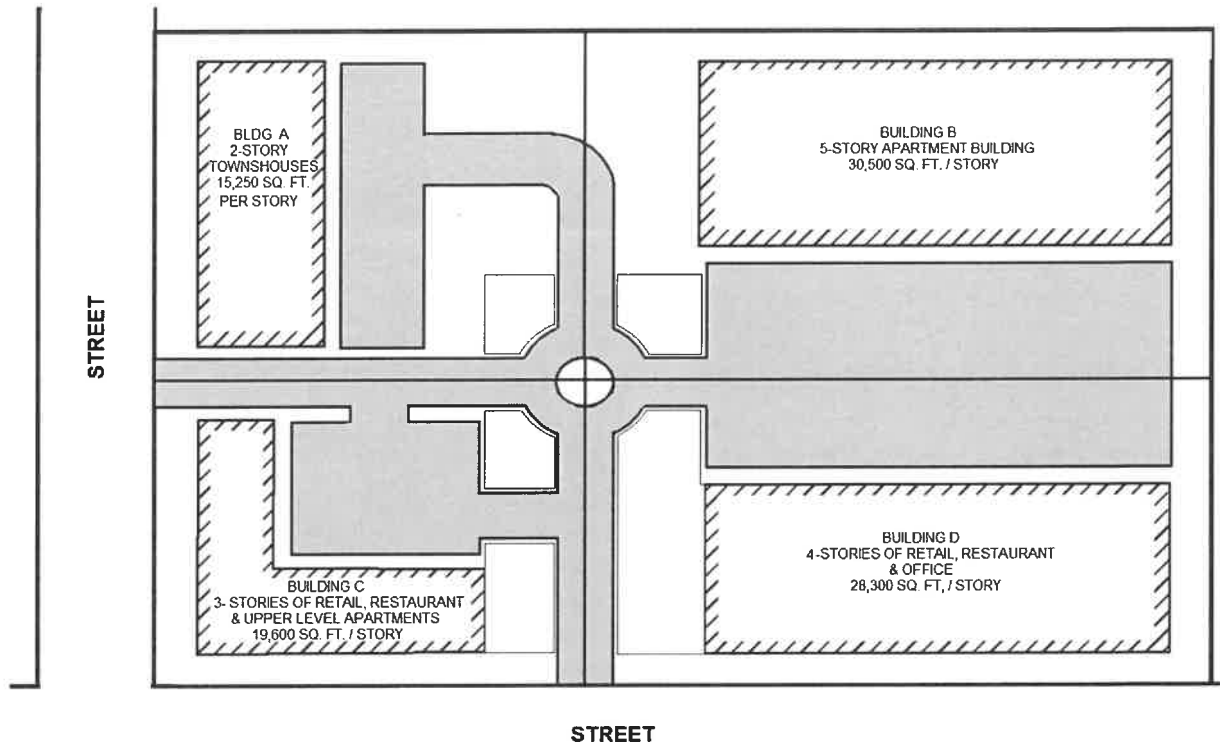 BLDG A
2-STORY
TOWNSHOUSES
15,250 SQ. FT.
PER STORY
BUILDING B
5-STORY APARTMENT BUILDING
30,500 SQ. FT. / STORY
STREET
BUILDING C
3- STORIES OF RETAIL, RESTAURANT
& UPPER LEVEL APARTMENTS
19,600 SQ. FT. / STORY
BUILDING D
4-STORIES OF RETAIL, RESTAURANT
& OFFICE
28,300 SQ. FT, / STORY
STREET